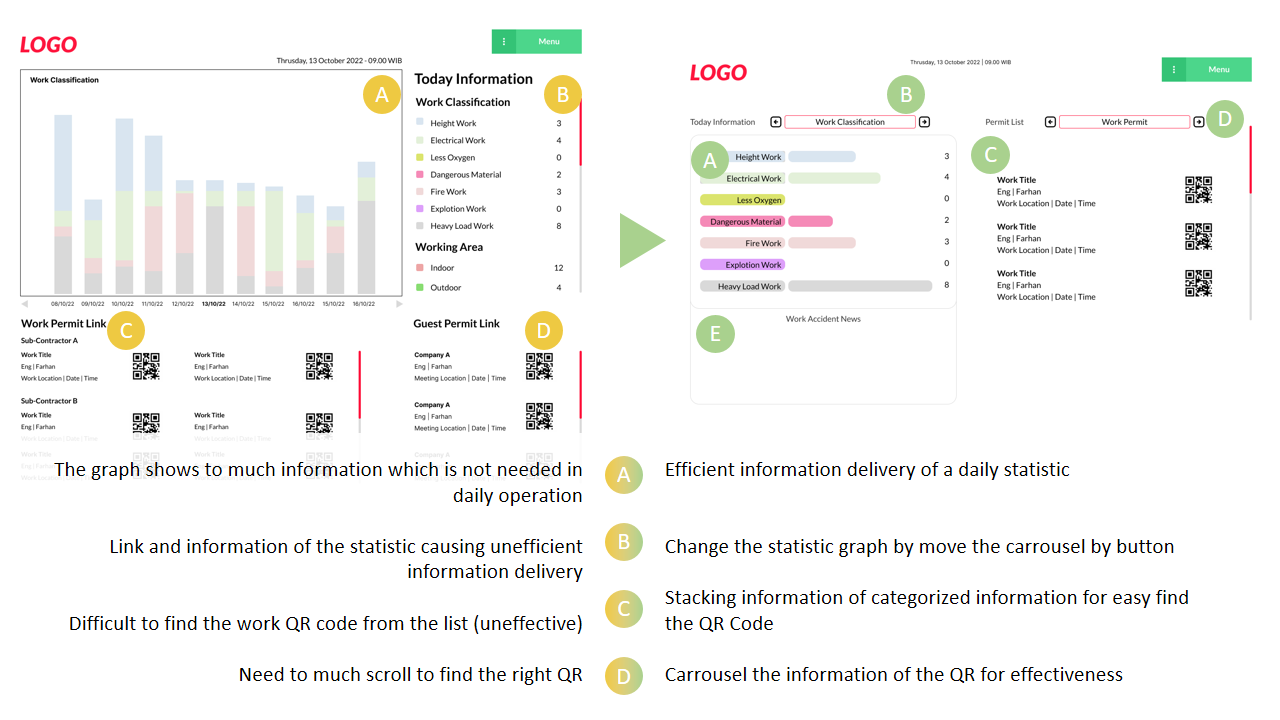 LOGO
Menu
Thrusday, 13 October 2022 - 09.00 WIB
Work Classification
A
08/10/22 09/10/22 10/10/22 11/10/22 12/10/22 13/10/22 14/10/22 15/10/22 16/10/22 15/10/22 16/10/22
Today Information
B
Work Classification
Height Work 3
Electrical Work 4
Less Oxygen 0
Dangerous Material 2
Fire Work 3
Explotion Work 0
Heavy Load Work 8
Working Area
Indoor 12
Outdoor 4
Work Permit Link
C
Sub-Contractor A
Work Title Work Title
Eng | Farhan Eng | Farhan
Work Location | Date | Time Work Location | Date | Time
Sub-Contractor B
Work Title Work Title
Eng | Farhan Eng | Farhan
Work Location | Date | Time Work Location | Date | Time
Work Title Work Title
Guest Permit Link
D
Company A
Eng | Farhan
Meeting Location | Date | Time
Company A
Eng | Farhan
Meeting Location | Date | Time
LOGO
Thrusday, 13 October 2022 | 09.00 WIB
Menu
B
Today Information Work Classification
Permit List Work Permit
D
A
Height Work 3
Electrical Work 4
Less Oxygen 0
Dangerous Material 2
Fire Work 3
Explotion Work 0
Heavy Load Work 8
Work Accident News
E
C
Work Title
Eng | Farhan
Work Location | Date | Time
Work Title
Eng | Farhan
Work Location | Date | Time
Work Title
Eng | Farhan
Work Location | Date | Time
The graph shows to much information which is not needed in
daily operation
A
Efficient information delivery of a daily statistic
Link and information of the statistic causing unefficient
information delivery
B
Change the statistic graph by move the carrousel by button
Difficult to find the work QR code from the list (uneffective)
C
Stacking information of categorized information for easy find
the QR Code
Need to much scroll to find the right QR
D
Carrousel the information of the QR for effectiveness